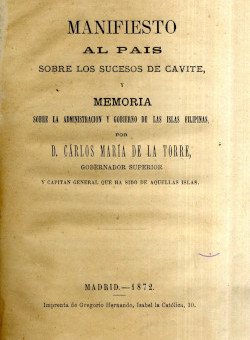 MANIFIESTO
AL PAIS
SOBRE LOS SUCESOS DE CAVITE,
Y
MEMORIA
SOBRE LA ADMINISTRACION Y GOBIERNO DE LAS ISLAS FILIPINAS,
POR
D. CÁRLOS MARÍA DE LA TORRE,
GOBERNADOR SUPERIOR
Y CAPITAN GENERAL QUE HA SIDO DE AQUELLAS ISLAS.
MADRID.—1872.
Imprenta de Gregorio Hernando, Isabel la Católica, 10.